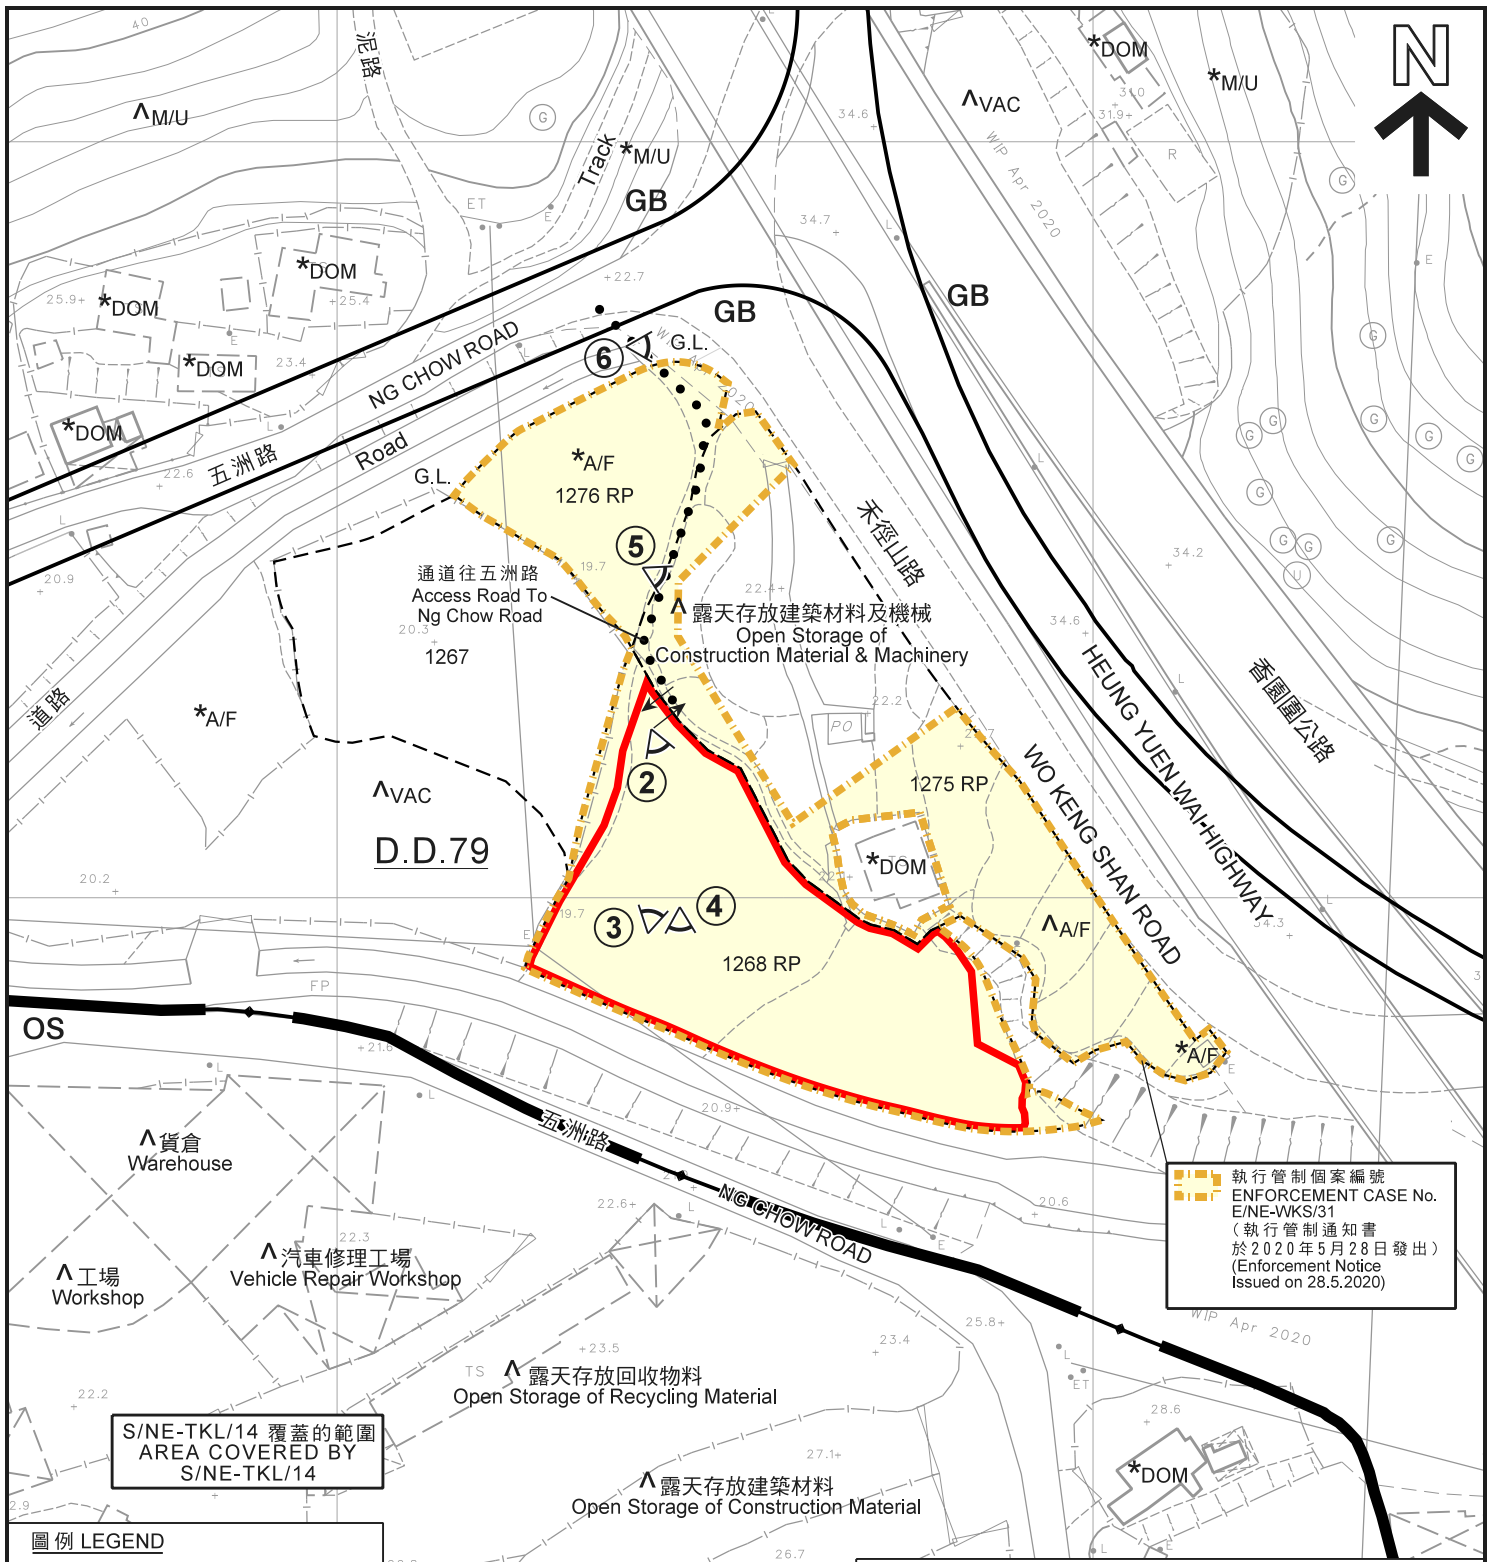 40
泥路
^M/U
G
Track
*M/U
GB
L
34.6
^VAC
*DOM
31.0
31.9
*M/U
N
R
WIP Apr 2020
G
ET
E
34.7
L
E
*DOM
25.4
25.9
*DOM
E
*DOM
23.4
*DOM
22.6
22.7
GB
GB
NG CHOW ROAD
五洲路
Road
L
L
6
G.L.
2020
G
G
G
G
G
G
G
G
G
U
L
G.L.
*A/F
1276 RP
禾徑山路
L
20.9
5
19.7
通道往五洲路
Access Road To
Ng Chow Road
22.4
^露天存放建築材料及機械
Open Storage of
Construction Material & Machinery
20.3
1267
34.2
34.6
HEUNG YUEN WAI HIGHWAY
香園圍公路
L
道路
*A/F
PO
22.2
2
1275 RP
WO KENG SHAN ROAD
^VAC
D.D.79
*DOM
20.2
19.7
E
3
4
1268 RP
^A/F
34.3
L
FP
OS
21.6
L
L
*A/F
E
20.9
五洲路
^貨倉
Warehouse
NG CHOW ROAD
22.6
L
20.6
L
E
執行管制個案編號
ENFORCEMENT CASE No.
E/NE-WKS/31
(執行管制通知書
於2020年5月28日發出)
(Enforcement Notice
Issued on 28.5.2020)
22.3
^汽車修理工場
Vehicle Repair Workshop
^工場
Workshop
25.8
23.4
WIP Apr 2020
23.5
TS
^露天存放回收物料
Open Storage of Recycling Material
L
ET
22.2
28.6
S/NE-TKL/14 覆蓋的範圍
AREA COVERED BY
S/NE-TKL/14
27.1
^露天存放建築材料
Open Storage of Construction Material
*DOM
圖例 LEGEND
26.7
L
E